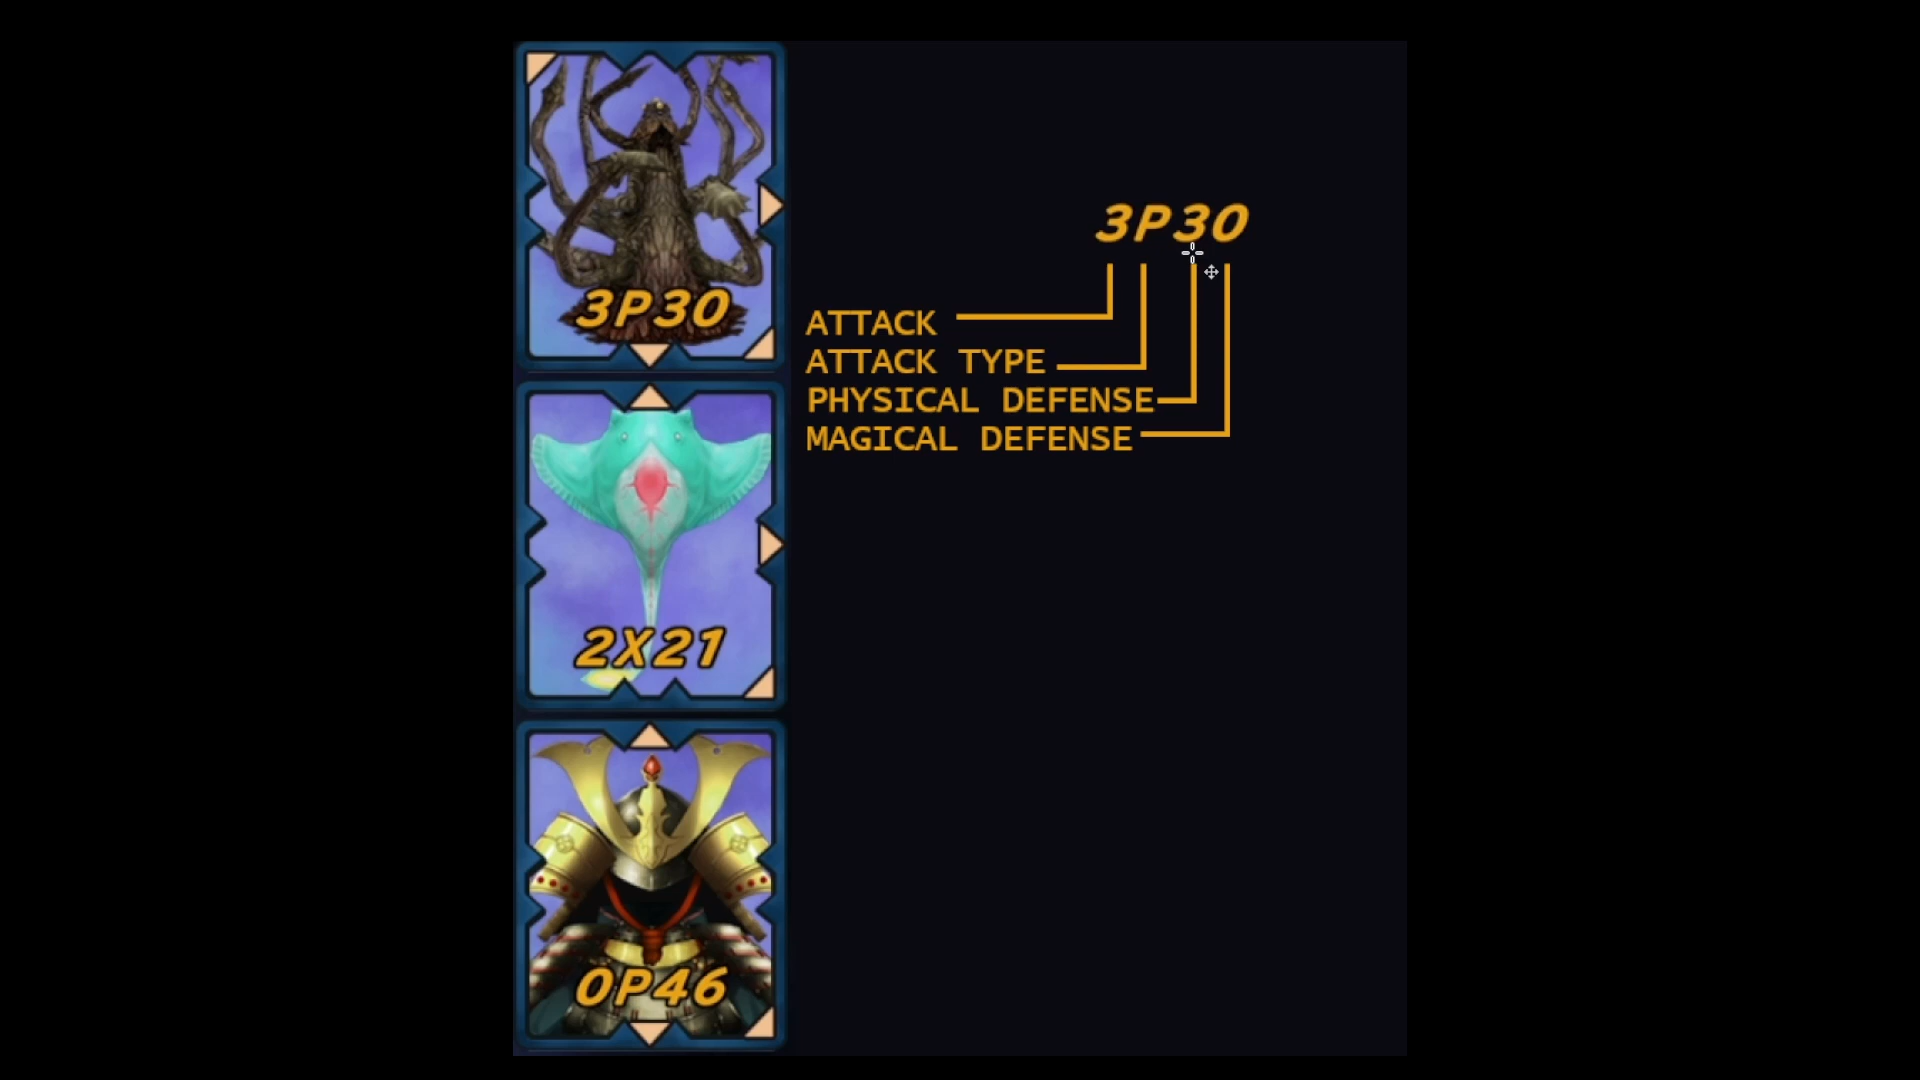 3P30
3P30
ATTACK
ATTACK TYPE
PHYSICAL DEFENSE
MAGICAL DEFENSE
2X21
0P46